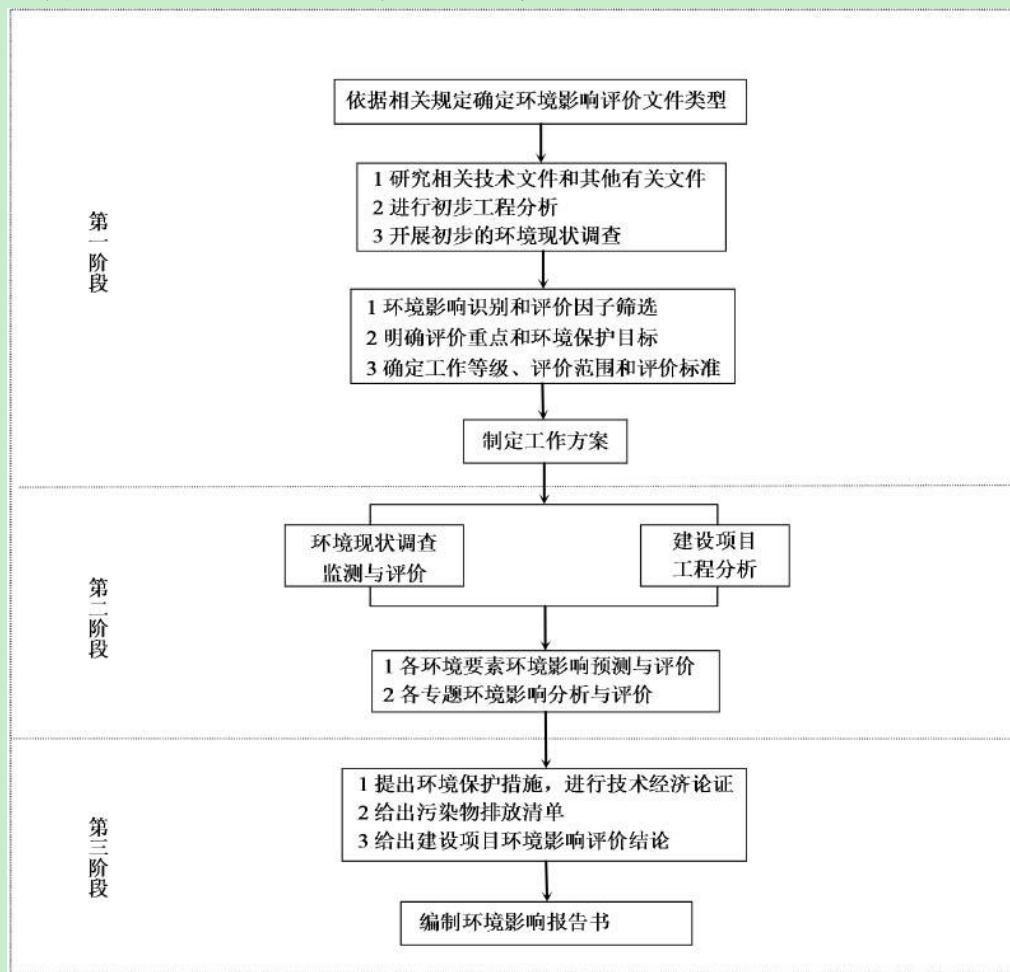 依据相关规定确定环境影响评价文件类型
1 研究相关技术文件和其他有关文件
2 进行初步工程分析
3 开展初步的环境现状调查
第一阶段
1 环境影响识别和评价因子筛选
2 明确评价重点和环境保护目标
3 确定工作等级、评价范围和评价标准
制定工作方案
环境现状调查
监测与评价
建设项目
工程分析
第二阶段
1 各环境要素环境影响预测与评价
2 各专题环境影响分析与评价
1 提出环境保护措施，进行技术经济论证
2 给出污染物排放清单
3 给出建设项目环境影响评价结论
第三阶段
编制环境影响报告书